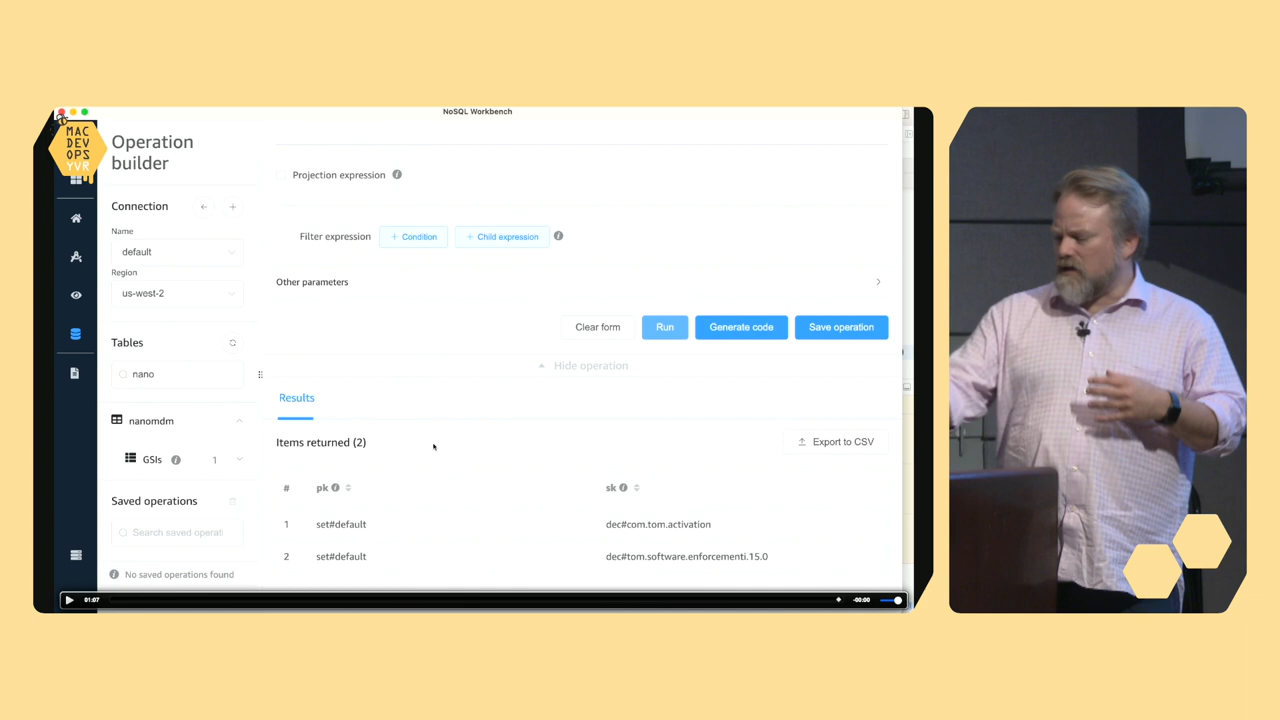 NoSQL Workbench
MAC
DEV
OPS
YVR
Operation
builder
Connection
Name
default
Region
us-west-2
Tables
nano
nanomdm
GSIs
1
Saved operations
Search saved operati
No saved operations found
Projection expression
Filter expression
+ Condition
+ Child expression
Other parameters
Clear form
Run
Generate code
Save operation
Hide operation
Results
Items returned (2)
Export to CSV
# pk sk
1 set#default dec#com.tom.activation
2 set#default dec#tom.software.enforcementi.15.0
01:07
-00:00